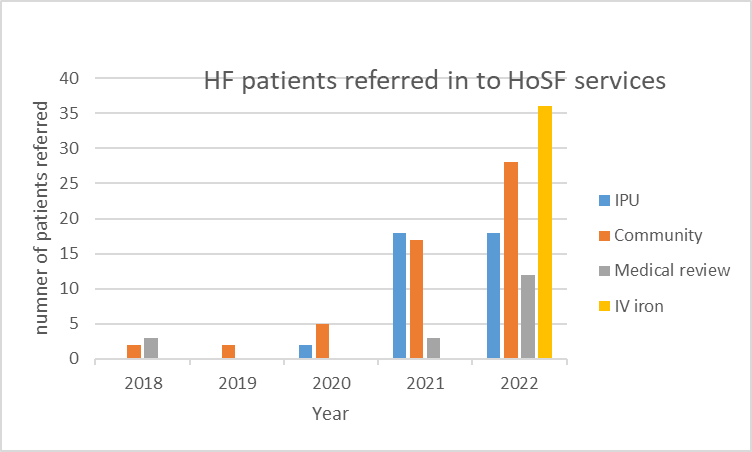 HF patients referred in to HoSF services
numner of patients referred
40
35
30
25
20
15
10
5
0
2018 2019 2020 2021 2022
Year
IPU
Community
Medical review
IV iron